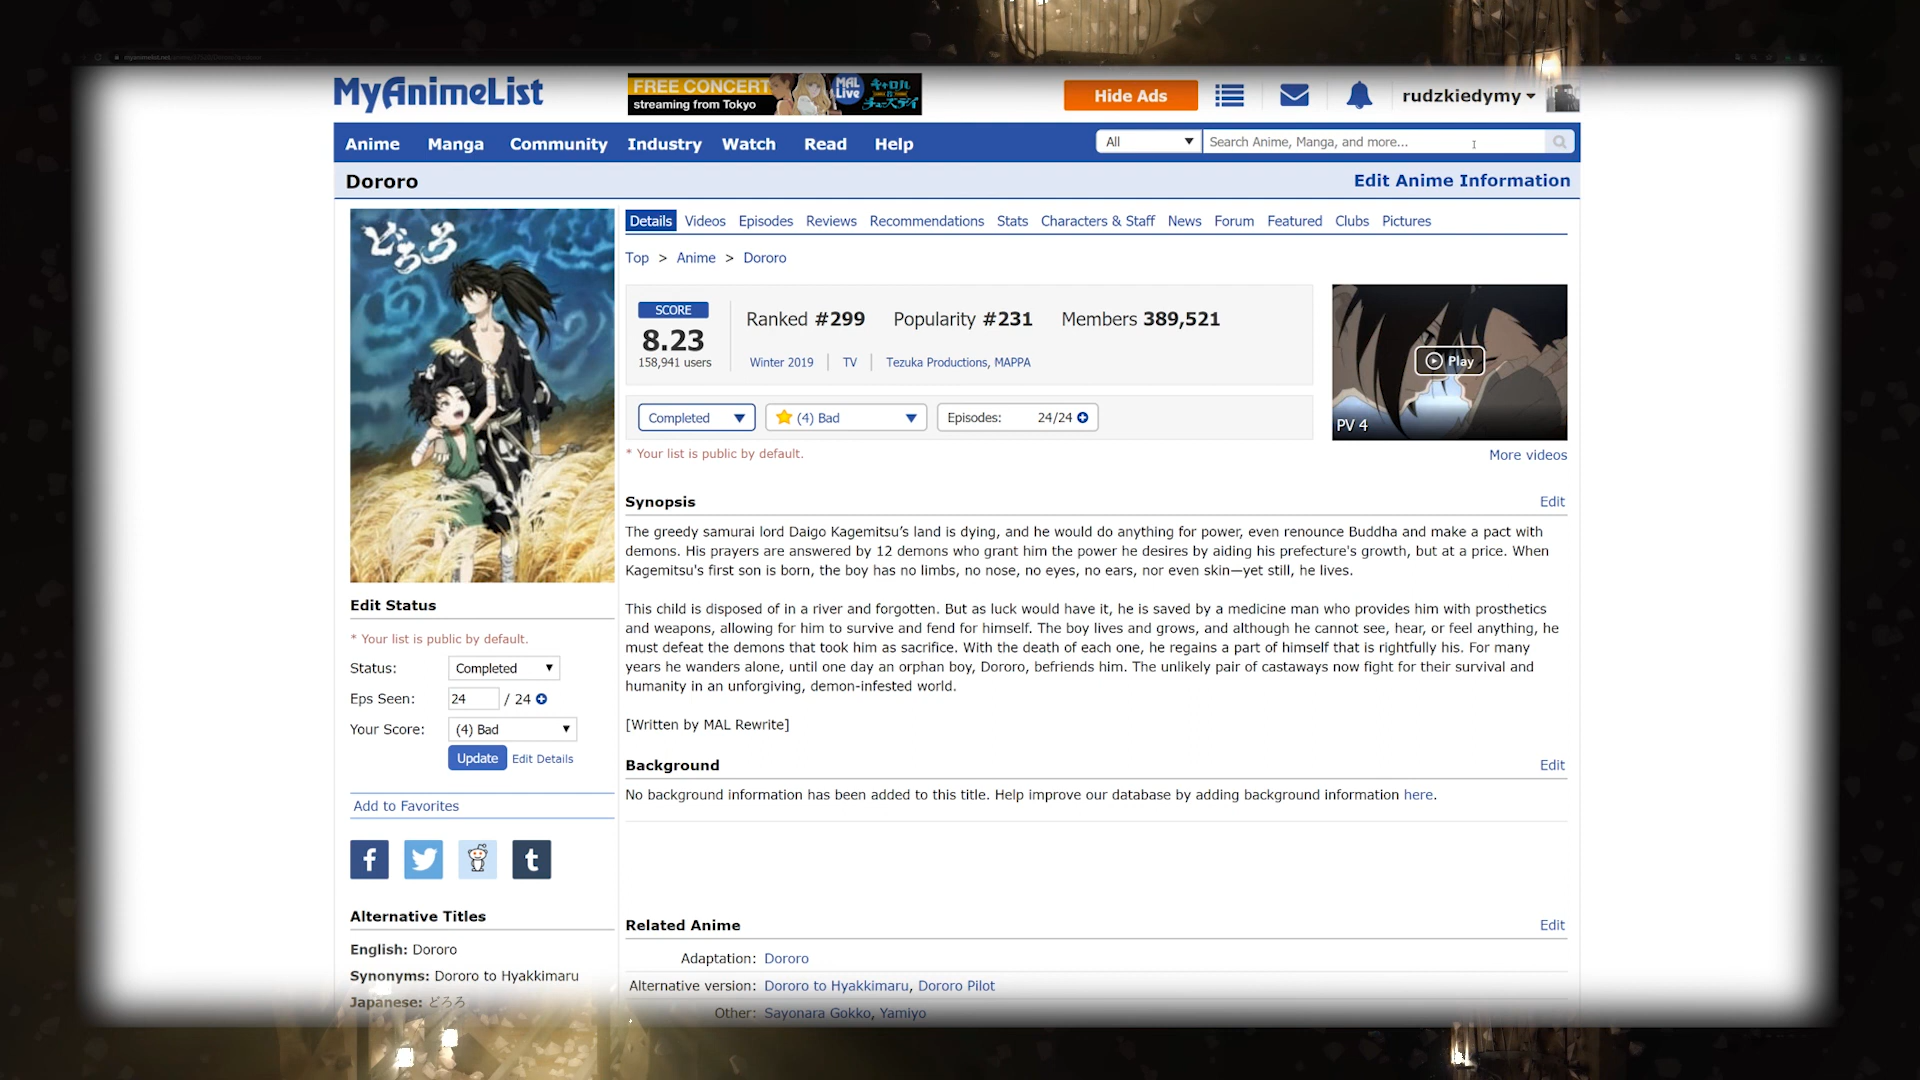 MyAnimeList
FREE CONCERT
streaming from Tokyo
MAL Live
キャロル&チューズデイ
Hide Ads
rudzkiedymy
Anime Manga Community Industry Watch Read Help
All
Search Anime, Manga, and more...
Dororo
Edit Anime Information
どろろ
Details Videos Episodes Reviews Recommendations Stats Characters & Staff News Forum Featured Clubs Pictures
Top > Anime > Dororo
SCORE
8.23
158,941 users
Ranked #299 Popularity #231 Members 389,521
Winter 2019 | TV | Tezuka Productions, MAPPA
Completed
(4) Bad
Episodes: 24/24
Play
PV 4
* Your list is public by default.
More videos
Synopsis
Edit
The greedy samurai lord Daigo Kagemitsu’s land is dying, and he would do anything for power, even renounce Buddha and make a pact with
demons. His prayers are answered by 12 demons who grant him the power he desires by aiding his prefecture's growth, but at a price. When
Kagemitsu's first son is born, the boy has no limbs, no nose, no eyes, no ears, nor even skin—yet still, he lives.
This child is disposed of in a river and forgotten. But as luck would have it, he is saved by a medicine man who provides him with prosthetics
and weapons, allowing for him to survive and fend for himself. The boy lives and grows, and although he cannot see, hear, or feel anything, he
must defeat the demons that took him as sacrifice. With the death of each one, he regains a part of himself that is rightfully his. For many
years he wanders alone, until one day an orphan boy, Dororo, befriends him. The unlikely pair of castaways now fight for their survival and
humanity in an unforgiving, demon-infested world.
[Written by MAL Rewrite]
Background
Edit
No background information has been added to this title. Help improve our database by adding background information here.
Related Anime
Edit
Adaptation: Dororo
Alternative version: Dororo to Hyakkimaru, Dororo Pilot
Other: Sayonara Gokko, Yamiyo
Edit Status
* Your list is public by default.
Status: Completed
Eps Seen: 24 / 24
Your Score: (4) Bad
Update Edit Details
Add to Favorites
Alternative Titles
English: Dororo
Synonyms: Dororo to Hyakkimaru
Japanese: どろろ